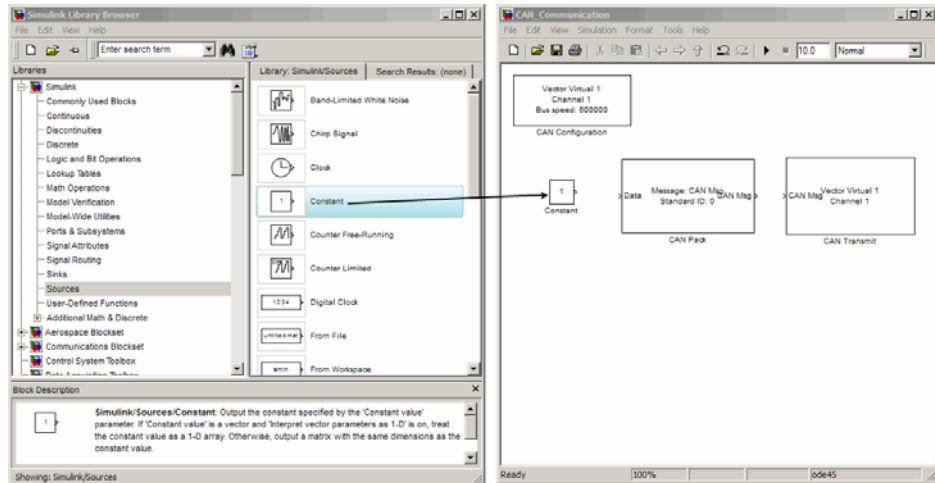 Simulink Library Browser
File Edit View Help
Enter search term
Libraries
Simulink
Commonly Used Blocks
Continuous
Discontinuities
Discrete
Logic and Bit Operations
Lookup Tables
Math Operations
Model Verification
Model-Wide Utilities
Ports & Subsystems
Signal Attributes
Signal Routing
Sinks
Sources
User-Defined Functions
Additional Math & Discrete
Aerospace Blockset
Communications Blockset
Control System Toolbox
Data Acquisition Toolbox
Library: Simulink/Sources
Search Results: (none)
Band-Limited White Noise
Chirp Signal
Clock
1
Constant
Counter Free-Running
Counter Limited
1234
Digital Clock
From File
simin
From Workspace
Block Description
1
Simulink/Sources/Constant: Output the constant specified by the 'Constant value'
parameter. If 'Constant value' is a vector and 'Interpret vector parameters as 1-D' is on, treat
the constant value as a 1-D array. Otherwise, output a matrix with the same dimensions as the
constant value.
Showing: Simulink/Sources
CAN_Communication
File Edit View Simulation Format Tools Help
10.0
Normal
Vector Virtual 1
Channel 1
Bus speed: 500000
CAN Configuration
1
Constant
Data
Message: CAN Msg
Standard ID: 0
CAN Msg
CAN Pack
CAN Msg
Vector Virtual 1
Channel 1
CAN Transmit
Ready
100%
ode45